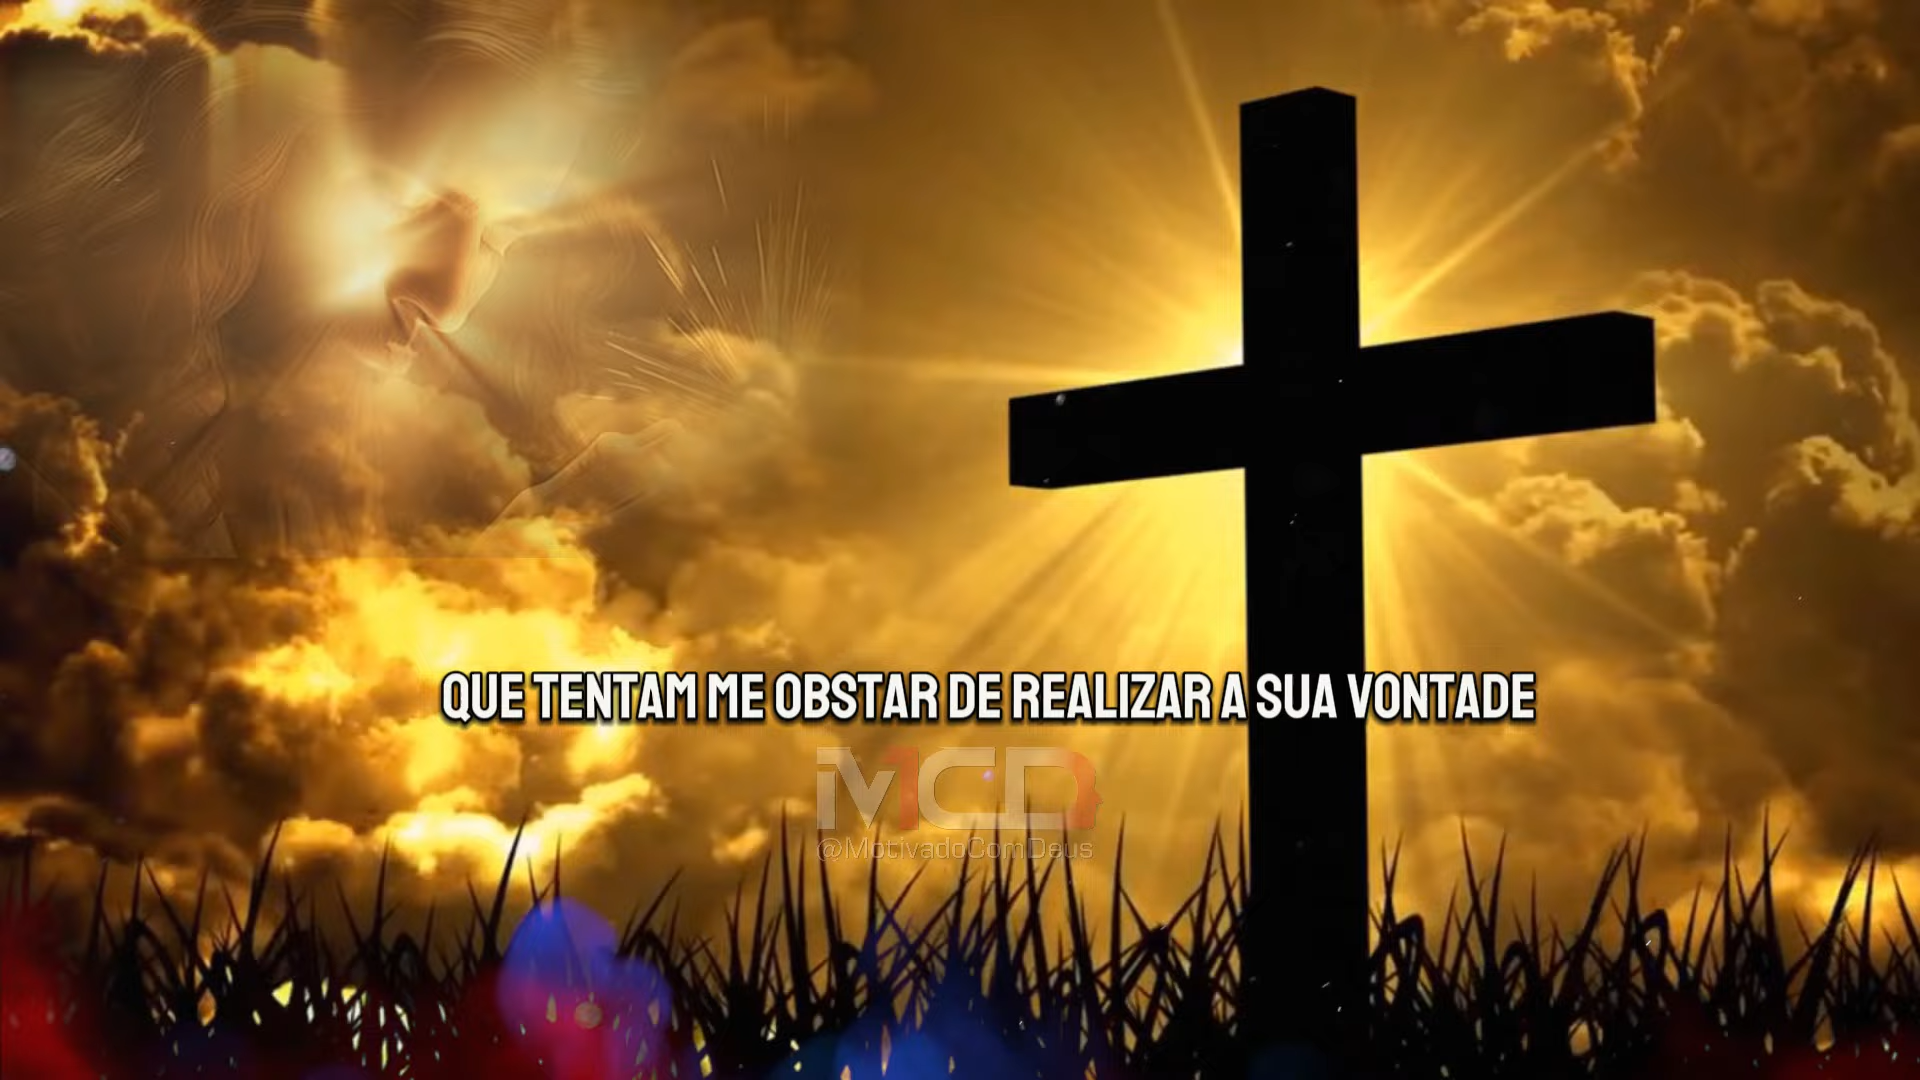 QUE TENTAM ME OBSTAR DE REALIZAR A SUA VONTADE
MCD
@MotivadoComDeus